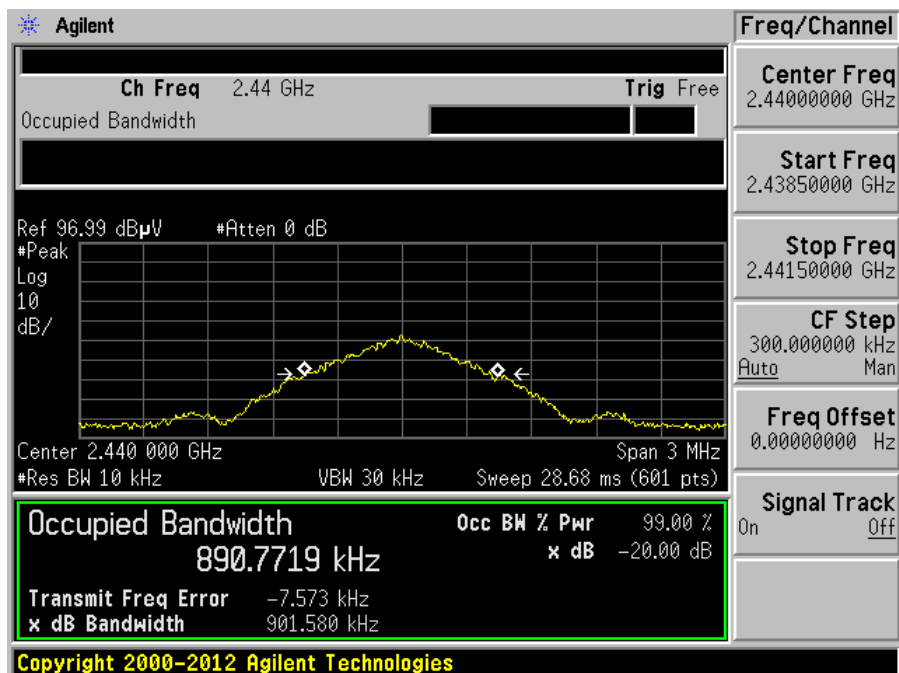 Agilent
Ch Freq 2.44 GHz Trig Free
Occupied Bandwidth
Ref 96.99 dBµV #Atten 0 dB
#Peak
Log
10
dB/
Center 2.440 000 GHz Span 3 MHz
#Res BW 10 kHz VBW 30 kHz Sweep 28.68 ms (601 pts)
Occupied Bandwidth Occ BW % Pwr 99.00 %
890.7719 kHz x dB -20.00 dB
Transmit Freq Error -7.573 kHz
x dB Bandwidth 901.580 kHz
Copyright 2000-2012 Agilent Technologies
Freq/Channel
Center Freq
2.44000000 GHz
Start Freq
2.43850000 GHz
Stop Freq
2.44150000 GHz
CF Step
300.000000 kHz
Auto Man
Freq Offset
0.00000000 Hz
Signal Track
On Off